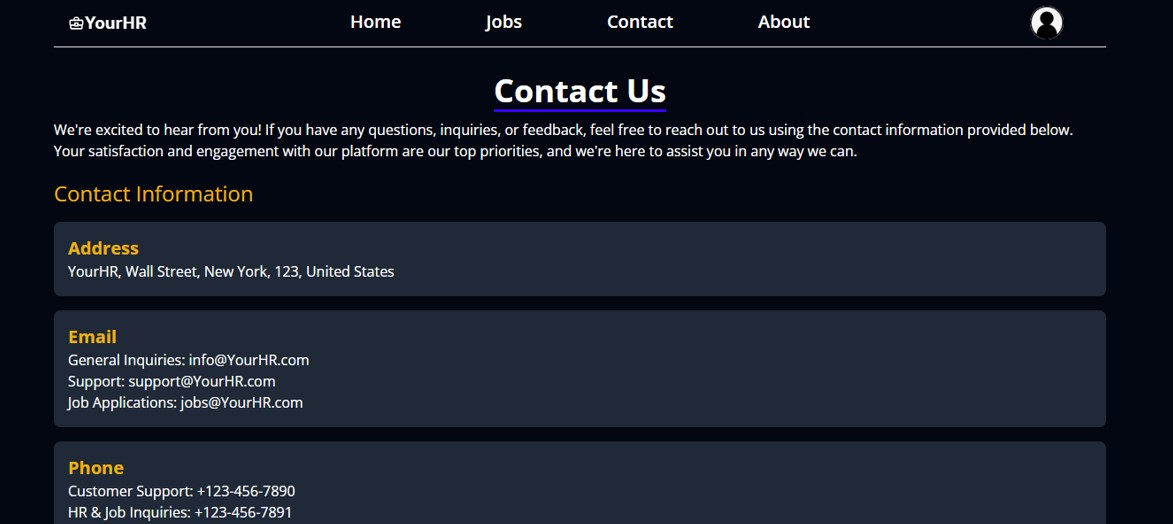 YourHR Home Jobs Contact About
Contact Us
We're excited to hear from you! If you have any questions, inquiries, or feedback, feel free to reach out to us using the contact information provided below.
Your satisfaction and engagement with our platform are our top priorities, and we're here to assist you in any way we can.
Contact Information
Address
YourHR, Wall Street, New York, 123, United States
Email
General Inquiries: info@YourHR.com
Support: support@YourHR.com
Job Applications: jobs@YourHR.com
Phone
Customer Support: +123-456-7890
HR & Job Inquiries: +123-456-7891